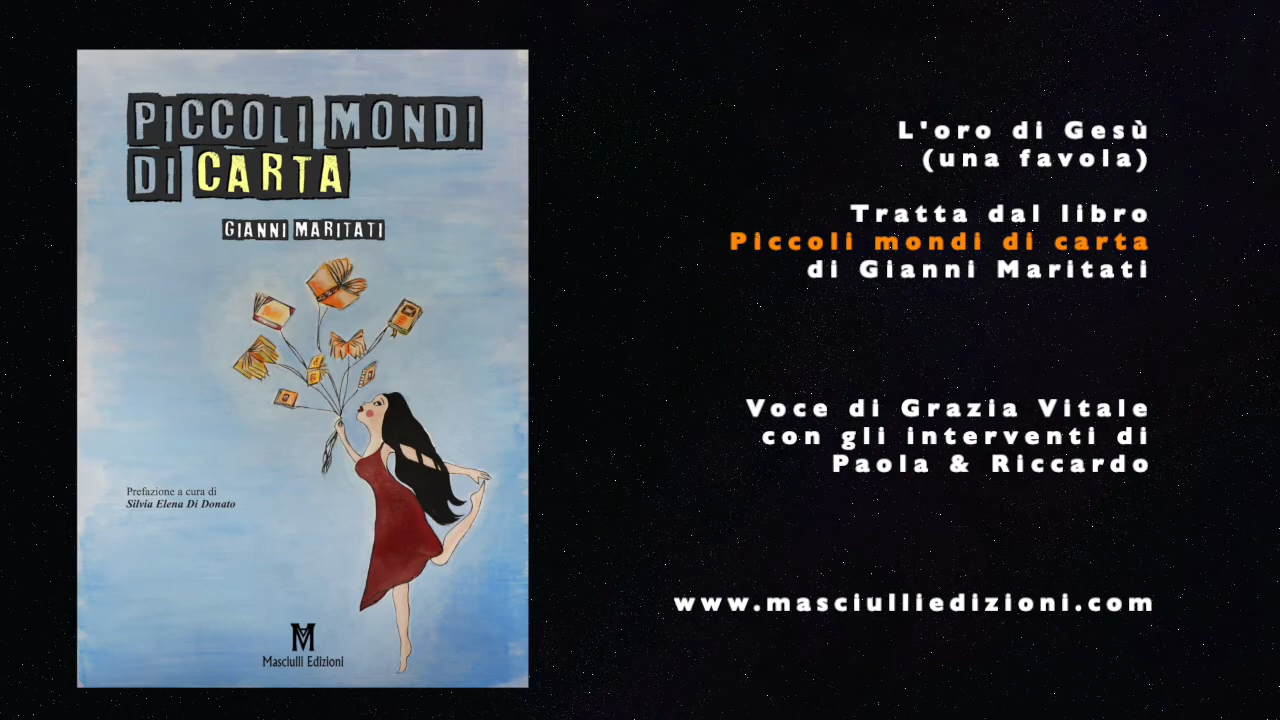 PICCOLI MONDI
DI CARTA
GIANNI MARITATI
Prefazione a cura di
Silvia Elena Di Donato
M
Masciulli Edizioni
L'oro di Gesù
(una favola)
Tratta dal libro
Piccoli mondi di carta
di Gianni Maritati
Voce di Grazia Vitale
con gli interventi di
Paola & Riccardo
www.masciulliedizioni.com